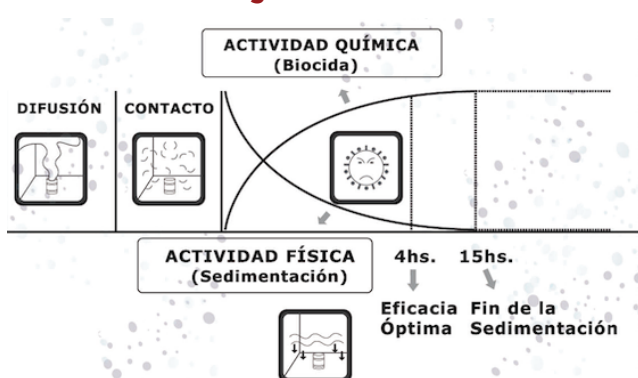 ACTIVIDAD QUÍMICA
(Biocida)
DIFUSIÓN
CONTACTO
ACTIVIDAD FÍSICA
(Sedimentación)
4hs.
15hs.
Eficacia
Óptima
Fin de la
Sedimentación